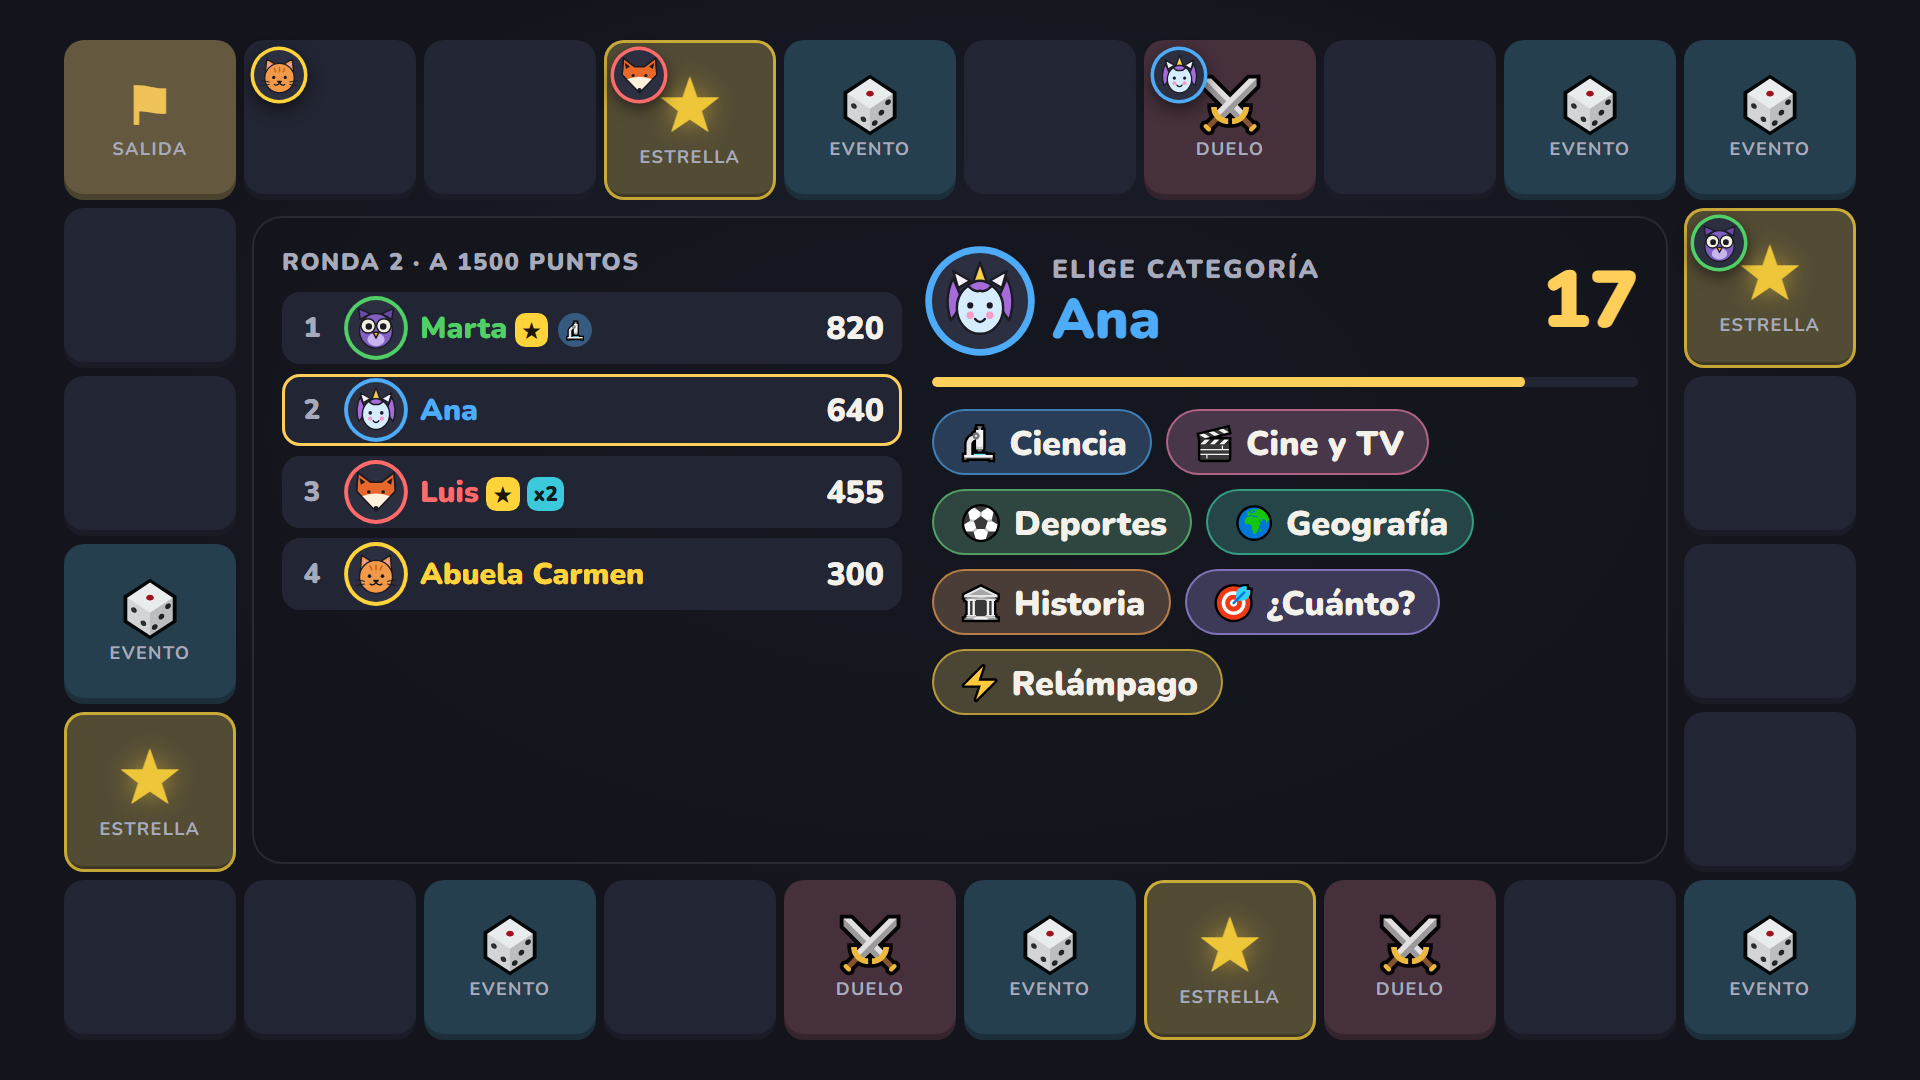 SALIDA
ESTRELLA
EVENTO
DUELO
EVENTO
EVENTO
RONDA 2 · A 1500 PUNTOS
1 Marta ★ 820
2 Ana 640
3 Luis ★ x2 455
4 Abuela Carmen 300
ELIGE CATEGORÍA
Ana
17
Ciencia
Cine y TV
Deportes
Geografía
Historia
¿Cuánto?
Relámpago
ESTRELLA
EVENTO
ESTRELLA
EVENTO
DUELO
EVENTO
ESTRELLA
DUELO
EVENTO